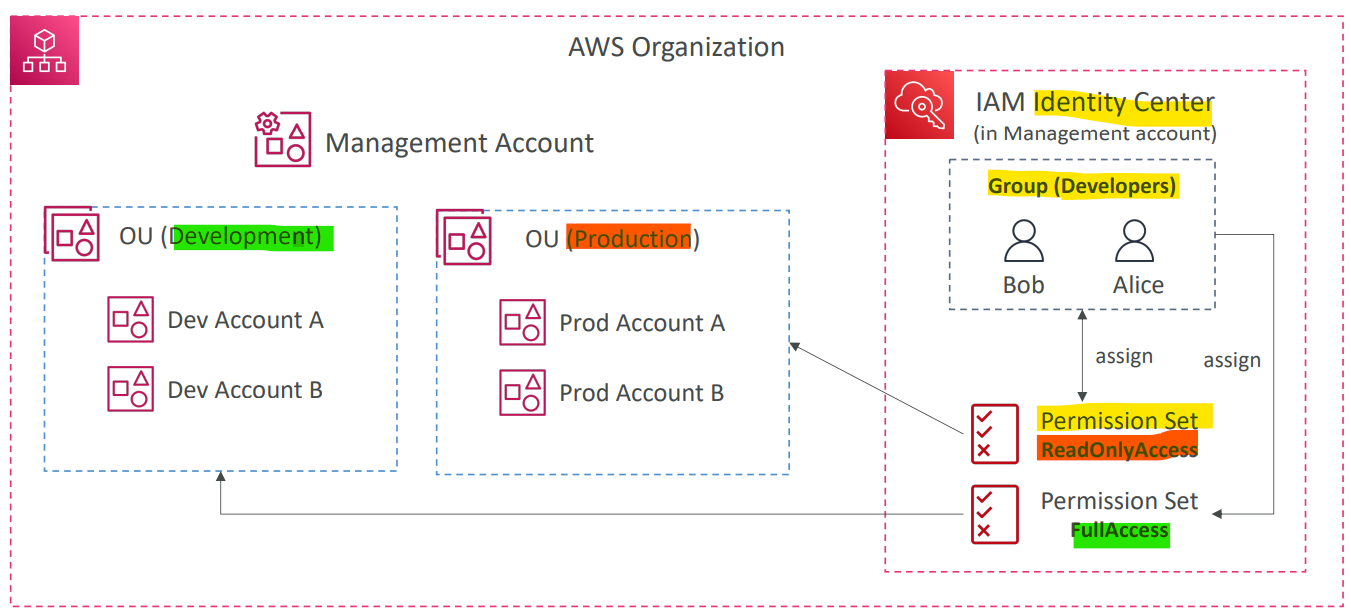 AWS Organization
IAM Identity Center
(in Management account)
Management Account
Group (Developers)
Bob
Alice
OU (Development)
Dev Account A
Dev Account B
OU (Production)
Prod Account A
Prod Account B
assign
assign
Permission Set
ReadOnlyAccess
Permission Set
FullAccess